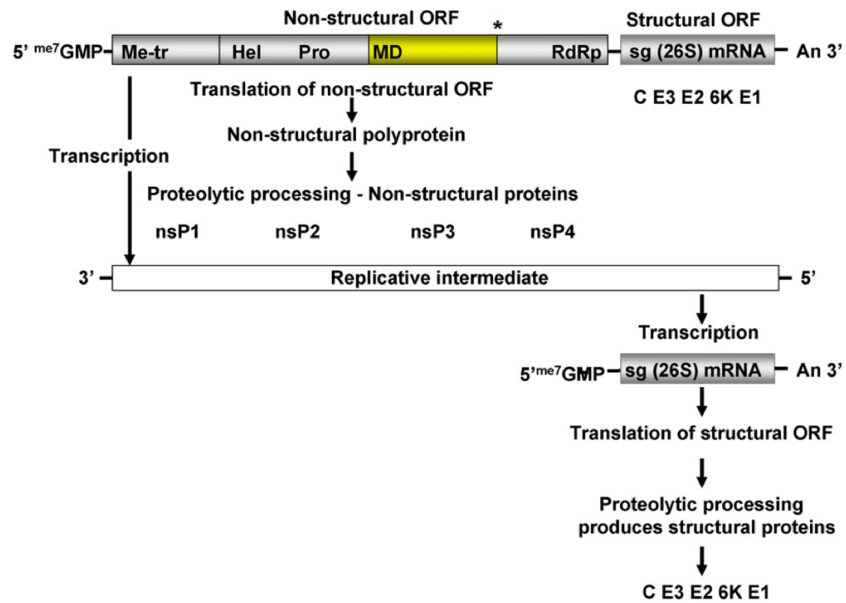 Non-structural ORF * Structural ORF
5’ me7GMP Me-tr Hel Pro MD RdRp sg (26S) mRNA An 3’
Translation of non-structural ORF C E3 E2 6K E1
Non-structural polyprotein
Transcription
Proteolytic processing - Non-structural proteins
nsP1 nsP2 nsP3 nsP4
3’ Replicative intermediate 5’
Transcription
5’me7GMP sg (26S) mRNA An 3’
Translation of structural ORF
Proteolytic processing
produces structural proteins
C E3 E2 6K E1